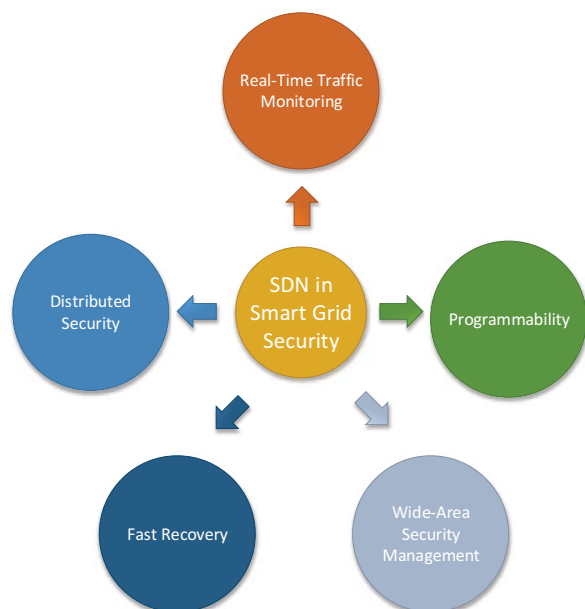 Real-Time Traffic
Monitoring
Distributed
Security
SDN in
Smart Grid
Security
Programmability
Fast Recovery
Wide-Area
Security
Management